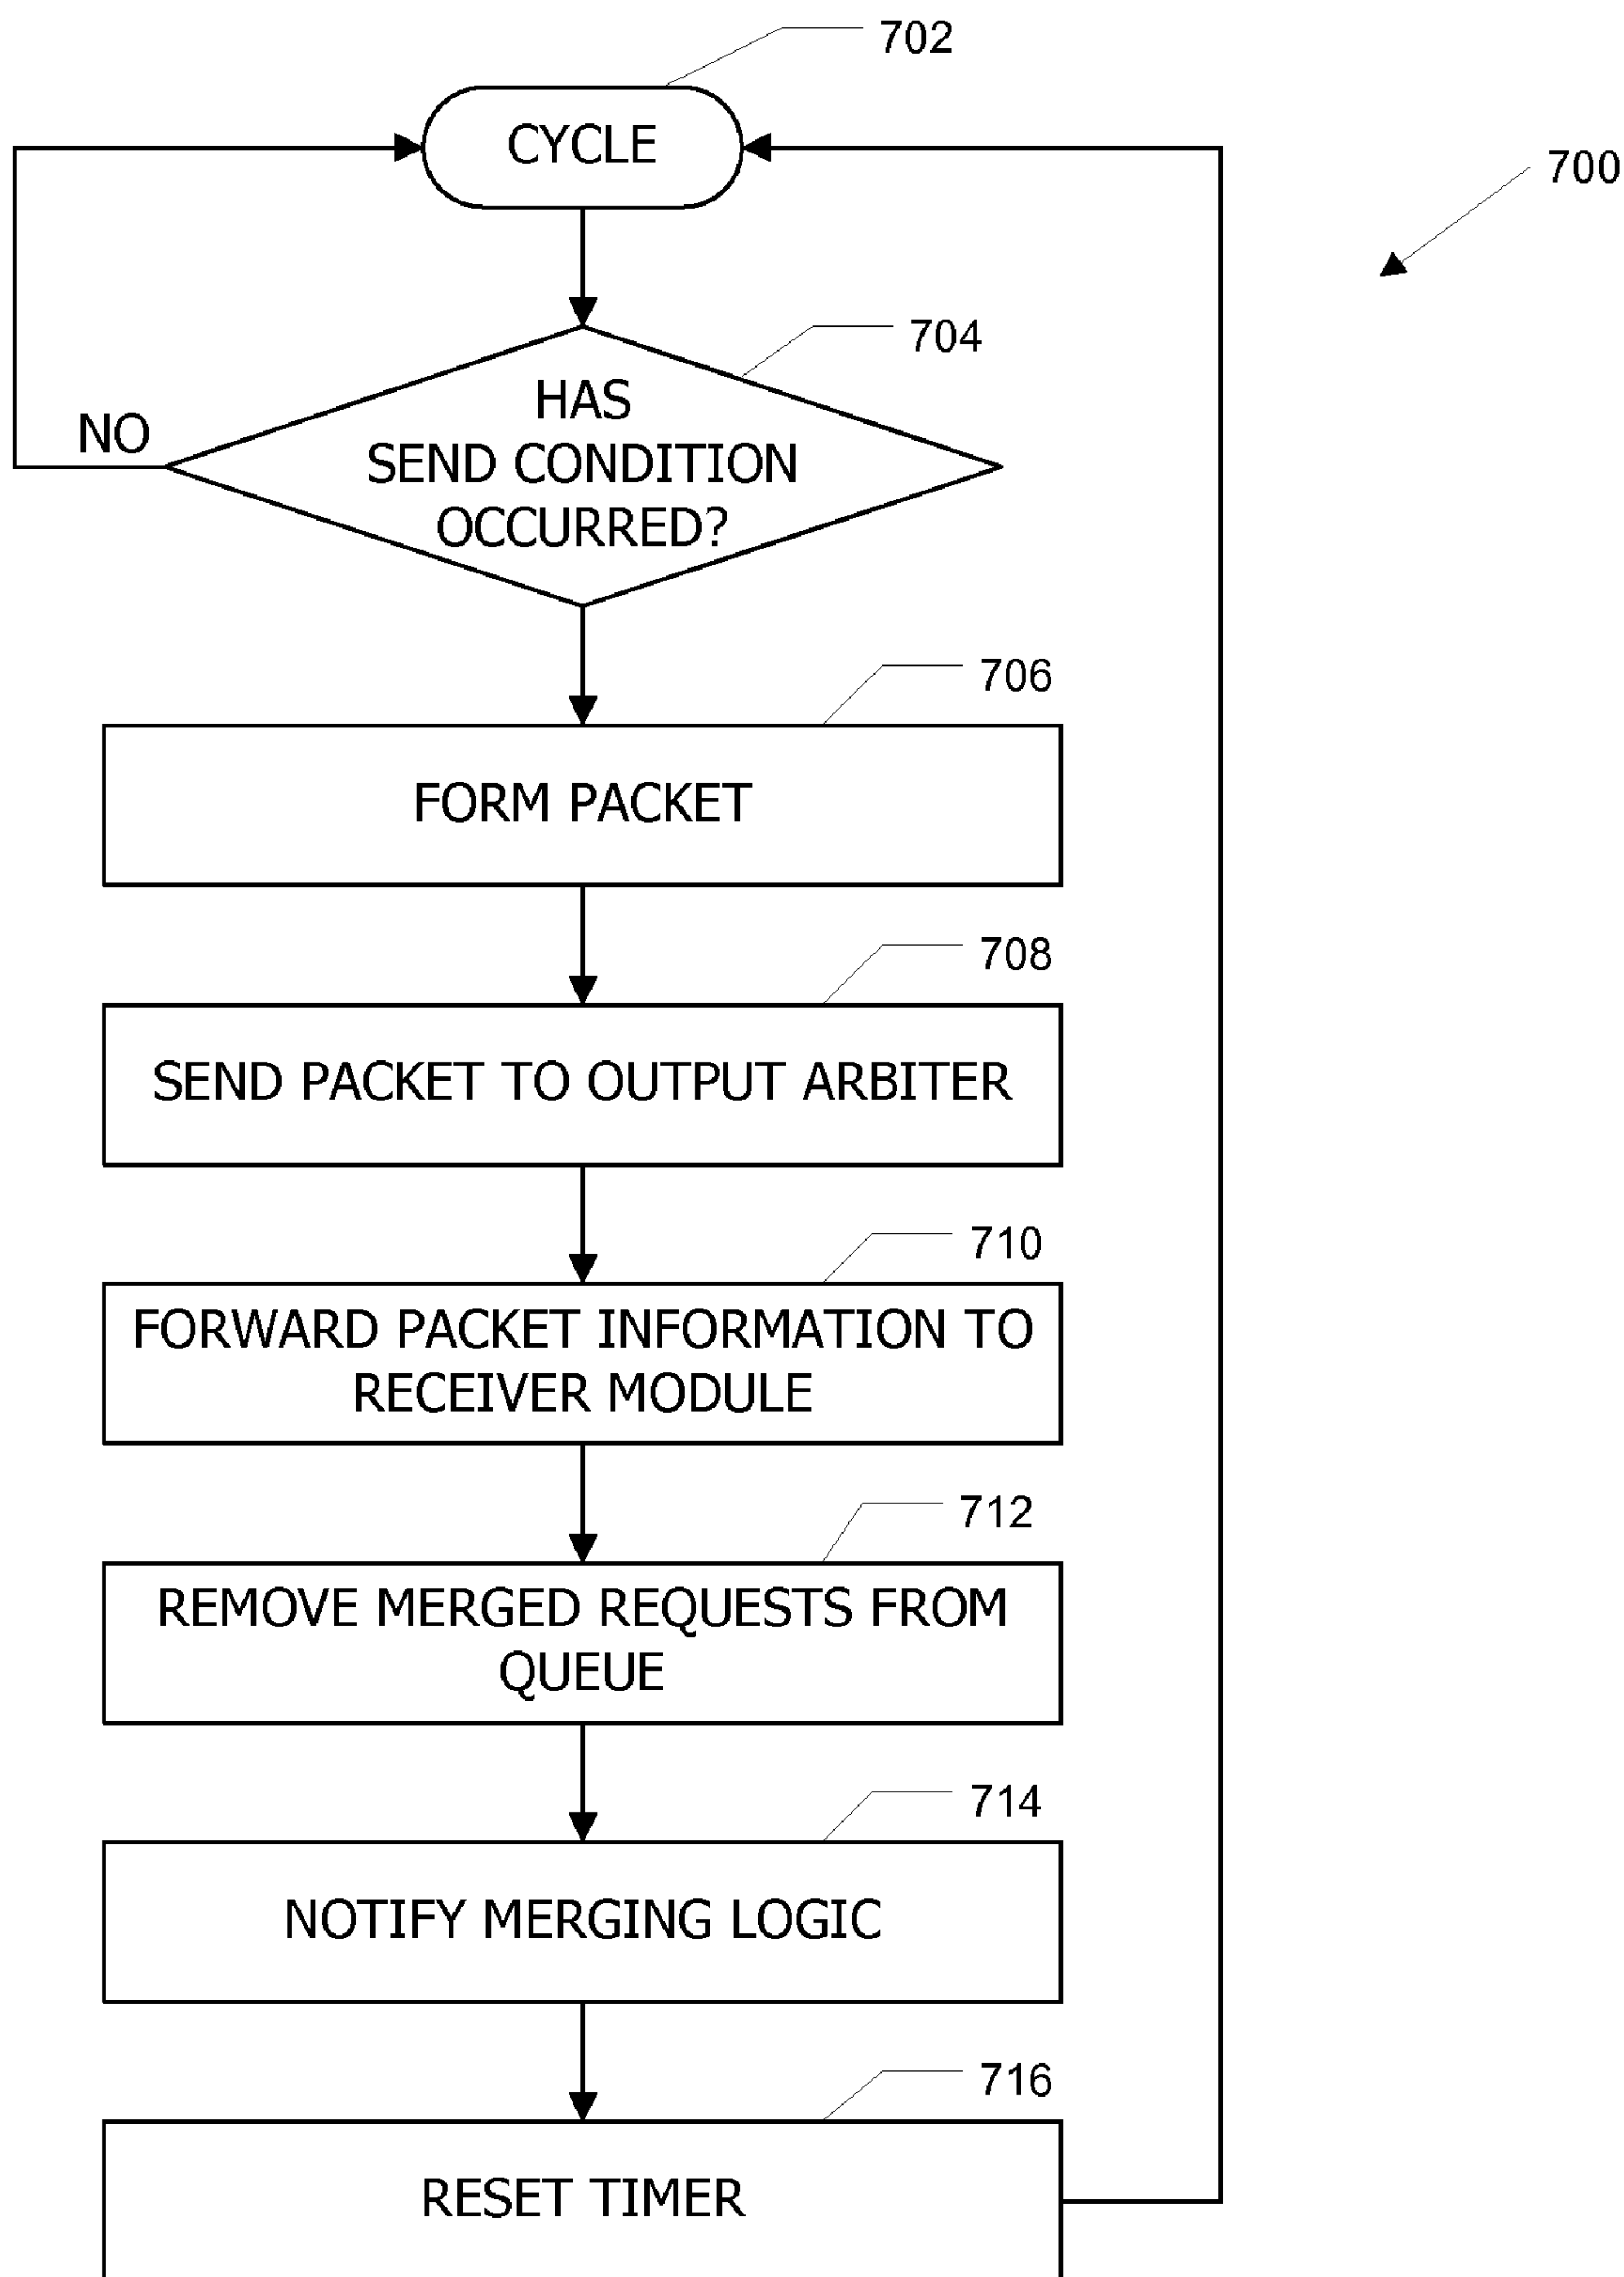 702
CYCLE
700
704
HAS
SEND CONDITION
OCCURRED?
NO
706
FORM PACKET
708
SEND PACKET TO OUTPUT ARBITER
710
FORWARD PACKET INFORMATION TO
RECEIVER MODULE
712
REMOVE MERGED REQUESTS FROM
QUEUE
714
NOTIFY MERGING LOGIC
716
RESET TIMER